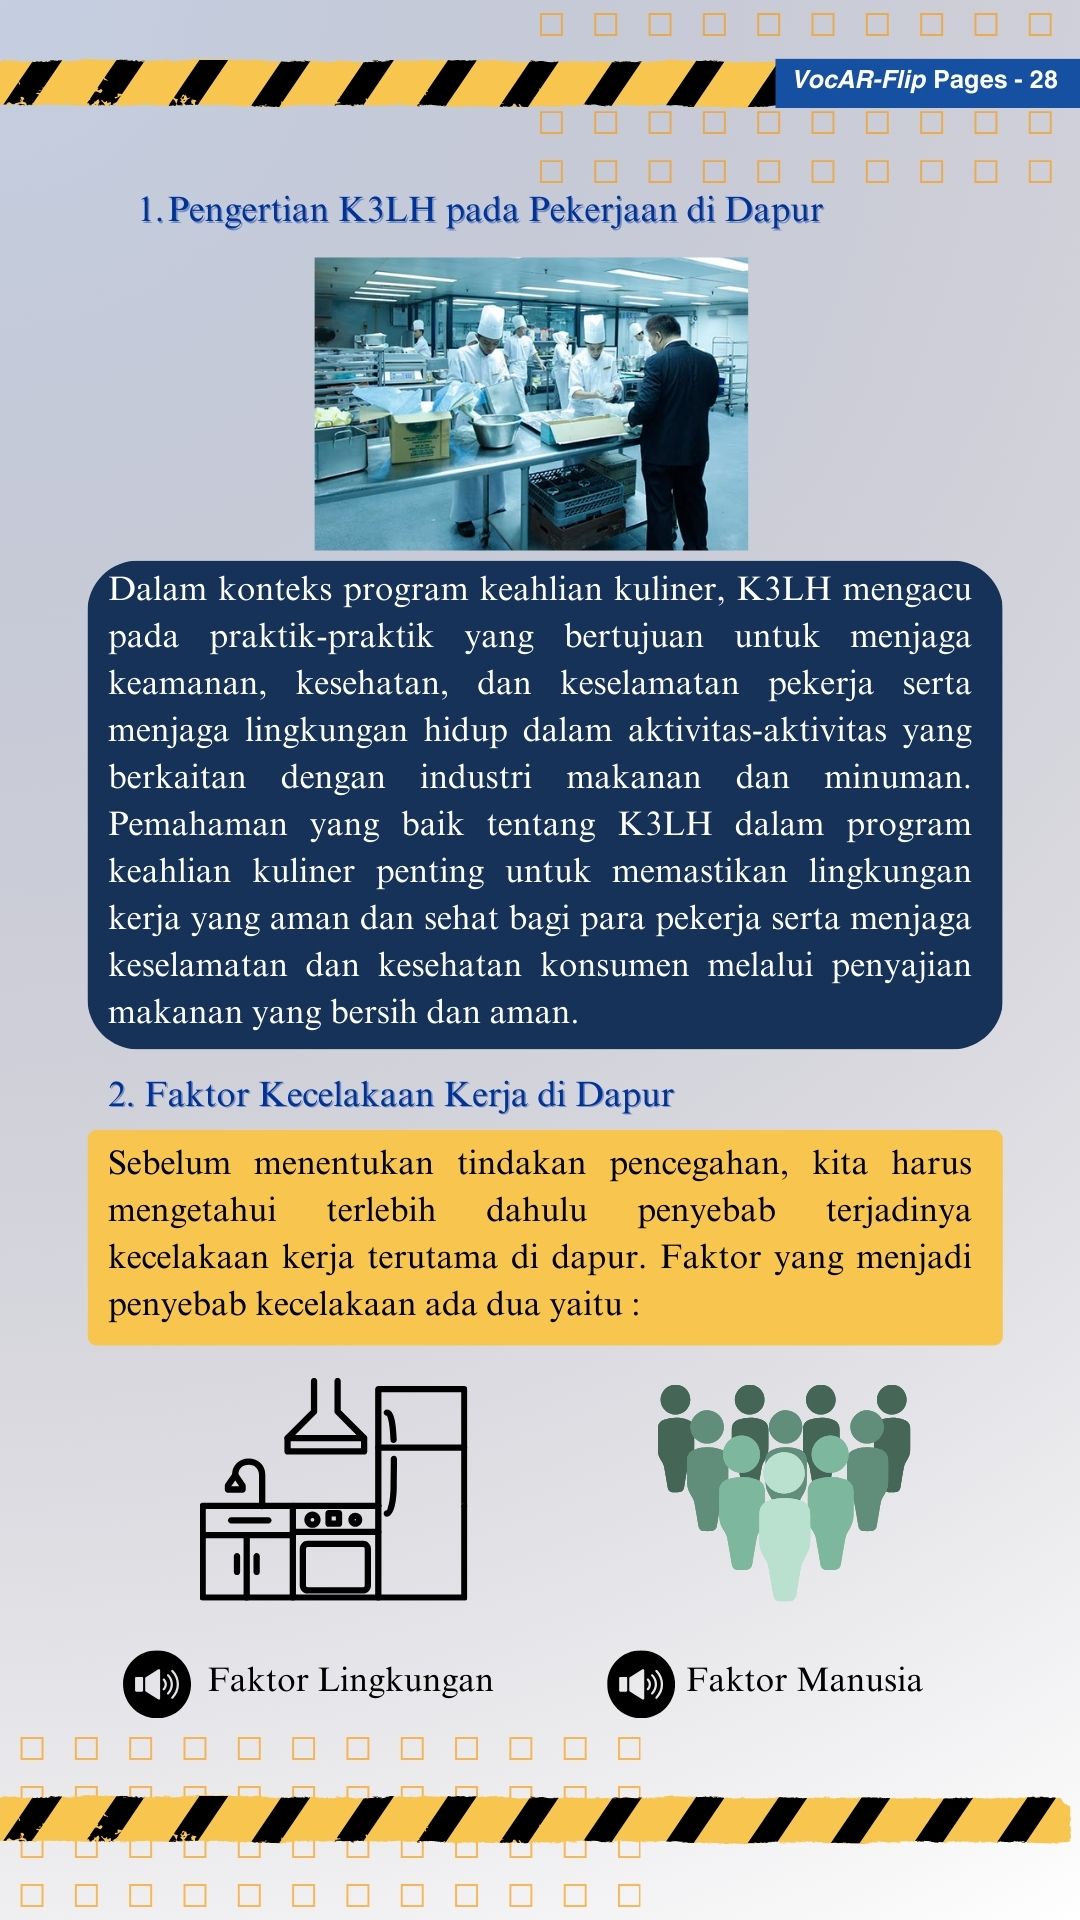 VocAR-Flip Pages - 28
1. Pengertian K3LH pada Pekerjaan di Dapur
Dalam konteks program keahlian kuliner, K3LH mengacu
pada praktik-praktik yang bertujuan untuk menjaga
keamanan, kesehatan, dan keselamatan pekerja serta
menjaga lingkungan hidup dalam aktivitas-aktivitas yang
berkaitan dengan industri makanan dan minuman.
Pemahaman yang baik tentang K3LH dalam program
keahlian kuliner penting untuk memastikan lingkungan
kerja yang aman dan sehat bagi para pekerja serta menjaga
keselamatan dan kesehatan konsumen melalui penyajian
makanan yang bersih dan aman.
2. Faktor Kecelakaan Kerja di Dapur
Sebelum menentukan tindakan pencegahan, kita harus
mengetahui terlebih dahulu penyebab terjadinya
kecelakaan kerja terutama di dapur. Faktor yang menjadi
penyebab kecelakaan ada dua yaitu :
Faktor Lingkungan
Faktor Manusia